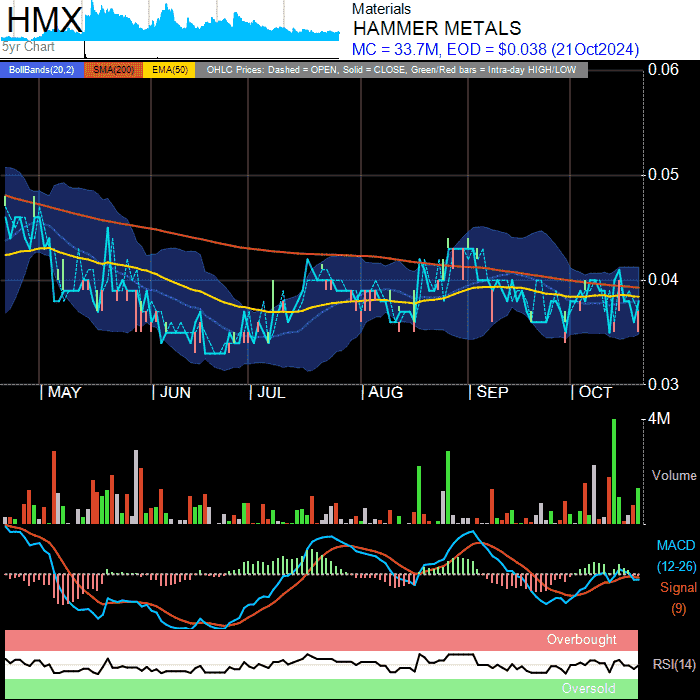 HMX
5yr Chart
Materials
HAMMER METALS
MC = 33.7M, EOD = $0.038 (21Oct2024)
BollBands(20,2) SMA(200) EMA(50) OHLC Prices: Dashed = OPEN, Solid = CLOSE, Green/Red bars = Intra-day HIGH/LOW
0.06
0.05
0.04
0.03
MAY JUN JUL AUG SEP OCT
4M
Volume
MACD
(12-26)
Signal
(9)
Overbought
RSI(14)
Oversold